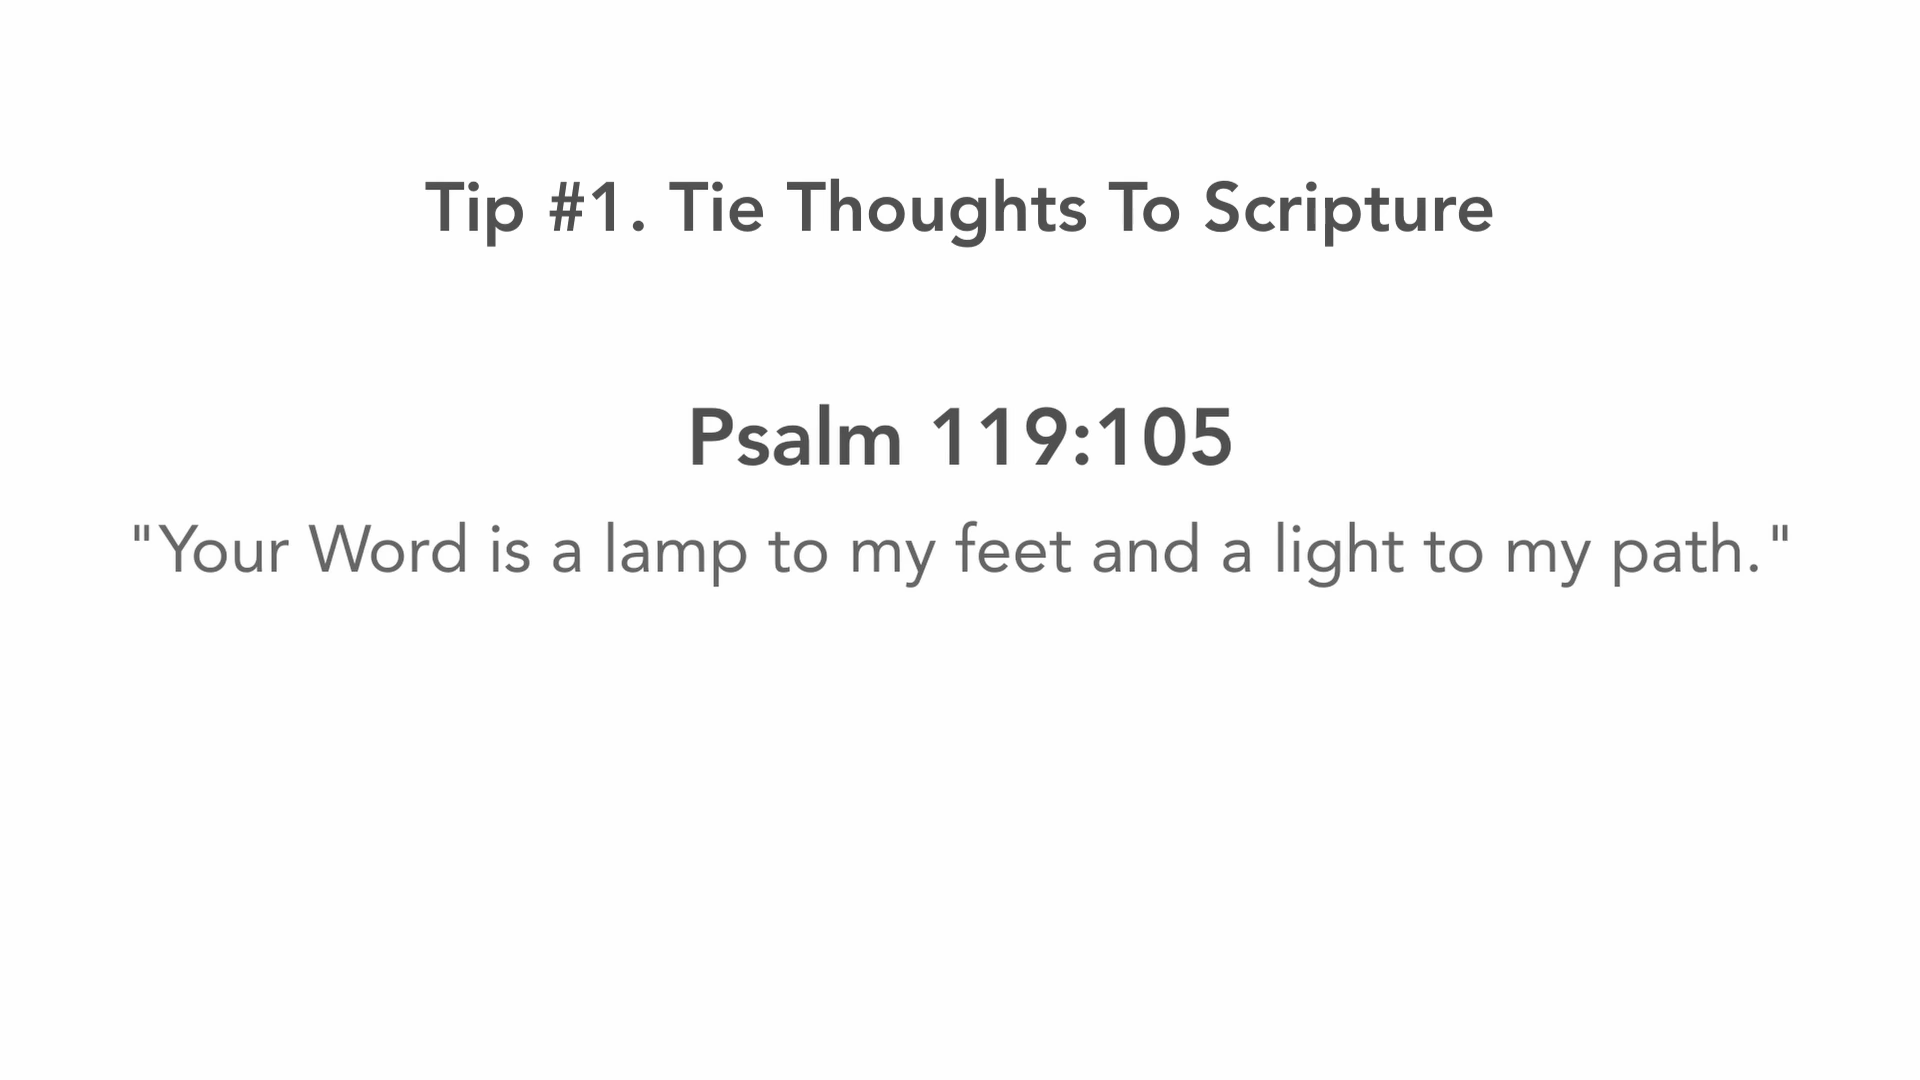 Tip #1. Tie Thoughts To Scripture
Psalm 119:105
"Your Word is a lamp to my feet and a light to my path."